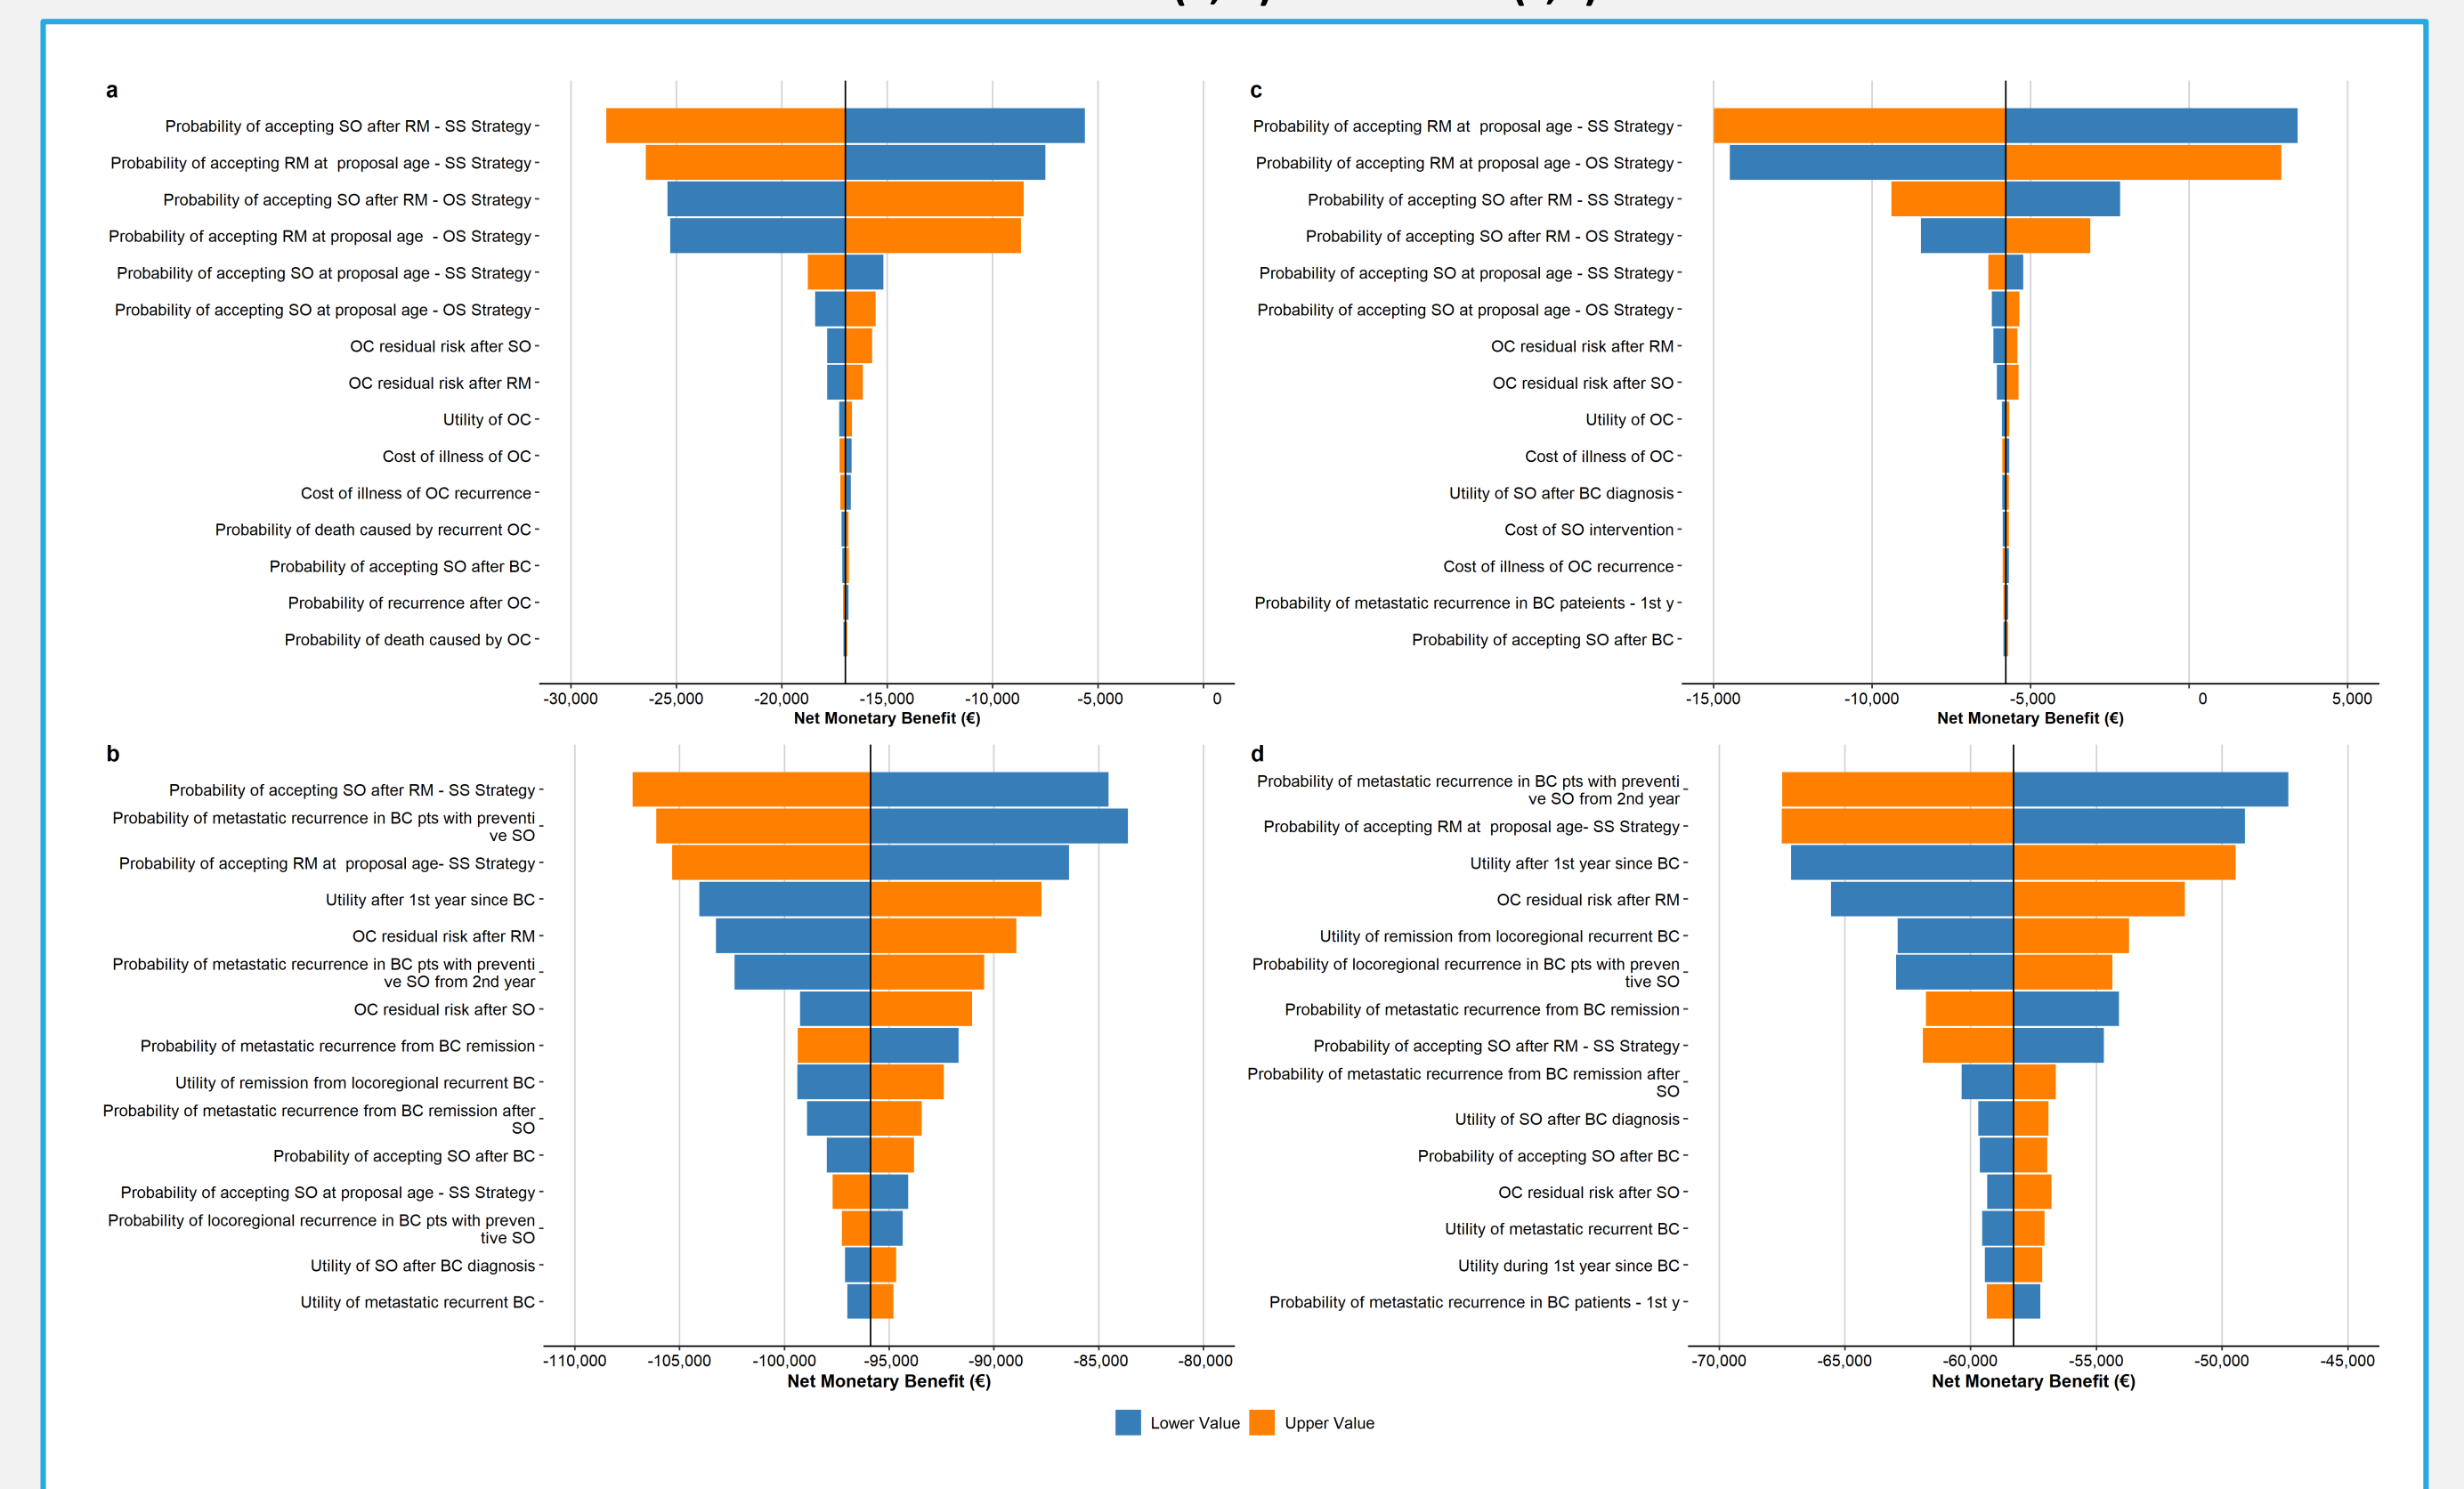 a
Probability of accepting SO after RM - SS Strategy
Probability of accepting RM at  proposal age - SS Strategy
Probability of accepting SO after RM - OS Strategy
Probability of accepting RM at proposal age  - OS Strategy
Probability of accepting SO at proposal age - SS Strategy
Probability of accepting SO at proposal age - OS Strategy
OC residual risk after SO
OC residual risk after RM
Utility of OC
Cost of illness of OC
Cost of illness of OC recurrence
Probability of death caused by recurrent OC
Probability of accepting SO after BC
Probability of recurrence after OC
Probability of death caused by OC
-30,000 -25,000 -20,000 -15,000 -10,000 -5,000 0
Net Monetary Benefit (€)
c
Probability of accepting RM at  proposal age - SS Strategy
Probability of accepting RM at proposal age - OS Strategy
Probability of accepting SO after RM - SS Strategy
Probability of accepting SO after RM - OS Strategy
Probability of accepting SO at proposal age - SS Strategy
Probability of accepting SO at proposal age - OS Strategy
OC residual risk after RM
OC residual risk after SO
Utility of OC
Cost of illness of OC
Utility of SO after BC diagnosis
Cost of SO intervention
Cost of illness of OC recurrence
Probability of metastatic recurrence in BC pateients - 1st y
Probability of accepting SO after BC
-15,000 -10,000 -5,000 0 5,000
Net Monetary Benefit (€)
b
Probability of accepting SO after RM - SS Strategy
Probability of metastatic recurrence in BC pts with preventi
ve SO
Probability of accepting RM at  proposal age- SS Strategy
Utility after 1st year since BC
OC residual risk after RM
Probability of metastatic recurrence in BC pts with preventi
ve SO from 2nd year
OC residual risk after SO
Probability of metastatic recurrence from BC remission
Utility of remission from locoregional recurrent BC
Probability of metastatic recurrence from BC remission after
SO
Probability of accepting SO after BC
Probability of accepting SO at proposal age - SS Strategy
Probability of locoregional recurrence in BC pts with preven
tive SO
Utility of SO after BC diagnosis
Utility of metastatic recurrent BC
-110,000 -105,000 -100,000 -95,000 -90,000 -85,000 -80,000
Net Monetary Benefit (€)
d
Probability of metastatic recurrence in BC pts with preventi
ve SO from 2nd year
Probability of accepting RM at  proposal age- SS Strategy
Utility after 1st year since BC
OC residual risk after RM
Utility of remission from locoregional recurrent BC
Probability of locoregional recurrence in BC pts with preven
tive SO
Probability of metastatic recurrence from BC remission
Probability of accepting SO after RM - SS Strategy
Probability of metastatic recurrence from BC remission after
SO
Utility of SO after BC diagnosis
Probability of accepting SO after BC
OC residual risk after SO
Utility of metastatic recurrent BC
Utility during 1st year since BC
Probability of metastatic recurrence in BC patients - 1st y
-70,000 -65,000 -60,000 -55,000 -50,000 -45,000
Net Monetary Benefit (€)
Lower Value Upper Value